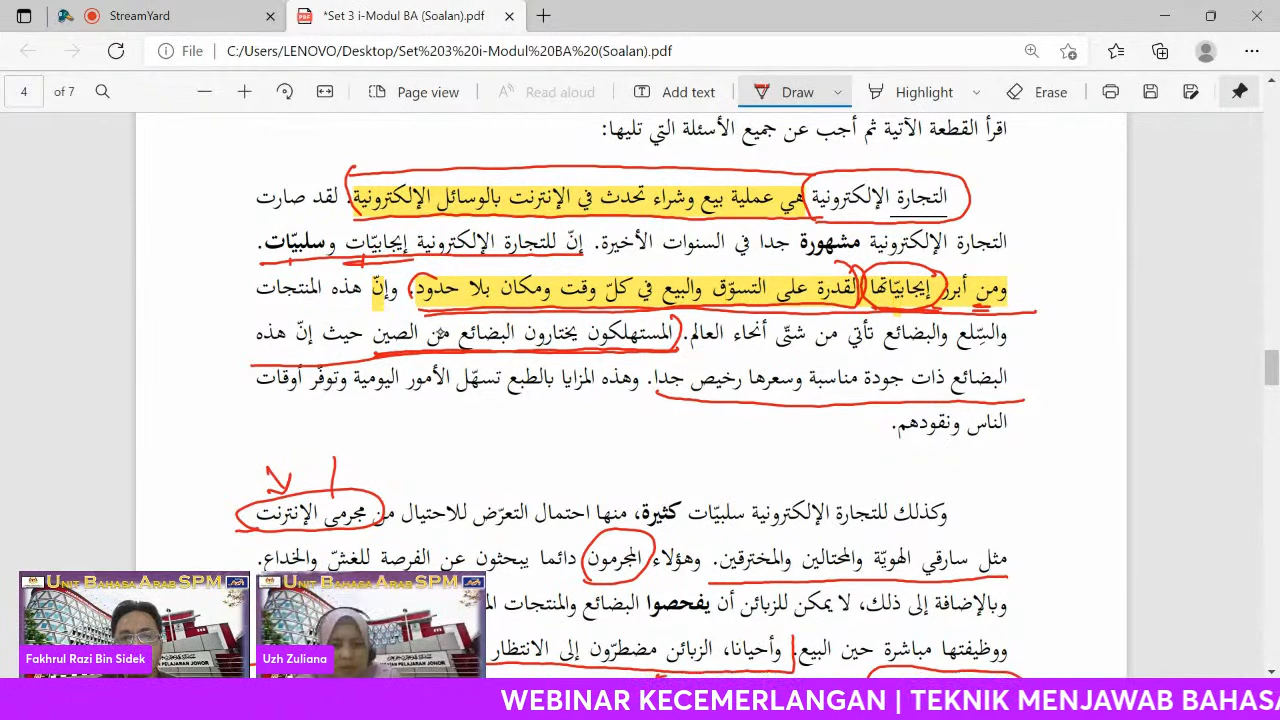 StreamYard
*Set 3 i-Modul BA (Soalan).pdf
File
C:/Users/LENOVO/Desktop/Set%203%20i-Modul%20BA%20(Soalan).pdf
4 of 7
Page view
Read aloud
Add text
Draw
Highlight
Erase
اقرأ القطعة الآتية ثم أجب عن جميع الأسئلة التي تليها:
التجارة الإلكترونية هي عملية بيع وشراء تحدث في الإنترنت بالوسائل الإلكترونية. لقد صارت
التجارة الإلكترونية مشهورة جدا في السنوات الأخيرة. إنّ للتجارة الإلكترونية إيجابيّات وسلبيّات.
ومن أبرز إيجابيّاتها القدرة على التسوّق والبيع في كلّ وقت ومكان بلا حدود. وإنّ هذه المنتجات
والسِّلع والبضائع تأتي من شتّى أنحاء العالم. المستهلكون يختارون البضائع من الصين حيث إنّ هذه
البضائع ذات جودة مناسبة وسعرها رخيص جدا. وهذه المزايا بالطبع تسهّل الأمور اليومية وتوفّر أوقات
الناس ونقودهم.
وكذلك للتجارة الإلكترونية سلبيّات كثيرة، منها احتمال التعرّض للاحتيال من مجرمى الإنترنت
مثل سارقي الهويّة والمحتالين والمخترقين. وهؤلاء المجرمون دائما يبحثون عن الفرصة للغشّ والخداع.
وبالإضافة إلى ذلك، لا يمكن للزبائن أن يفحصوا البضائع والمنتجات
ووظيفتها مباشرة حين البيع. وأحيانا، الزبائن مضطرّون إلى الانتظار
UNIT BAHASA ARAB SPM
UNIT BAHASA ARAB SPM
PELAJARAN JOHOR
PELAJARAN JOHOR
Fakhrul Razi Bin Sidek
Uzh Zuliana
WEBINAR KECEMERLANGAN | TEKNIK MENJAWAB BAHASA